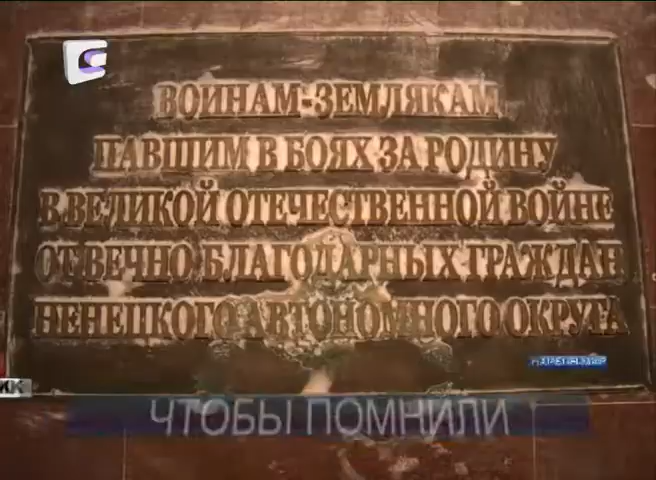 ВОИНАМ-ЗЕМЛЯКАМ
ПАВШИМ В БОЯХ ЗА РОДИНУ
В ВЕЛИКОЙ ОТЕЧЕСТВЕННОЙ ВОЙНЕ
ОТ ВЕЧНО БЛАГОДАРНЫХ ГРАЖДАН
НЕНЕЦКОГО АВТОНОМНОГО ОКРУГА
ЧТОБЫ ПОМНИЛИ